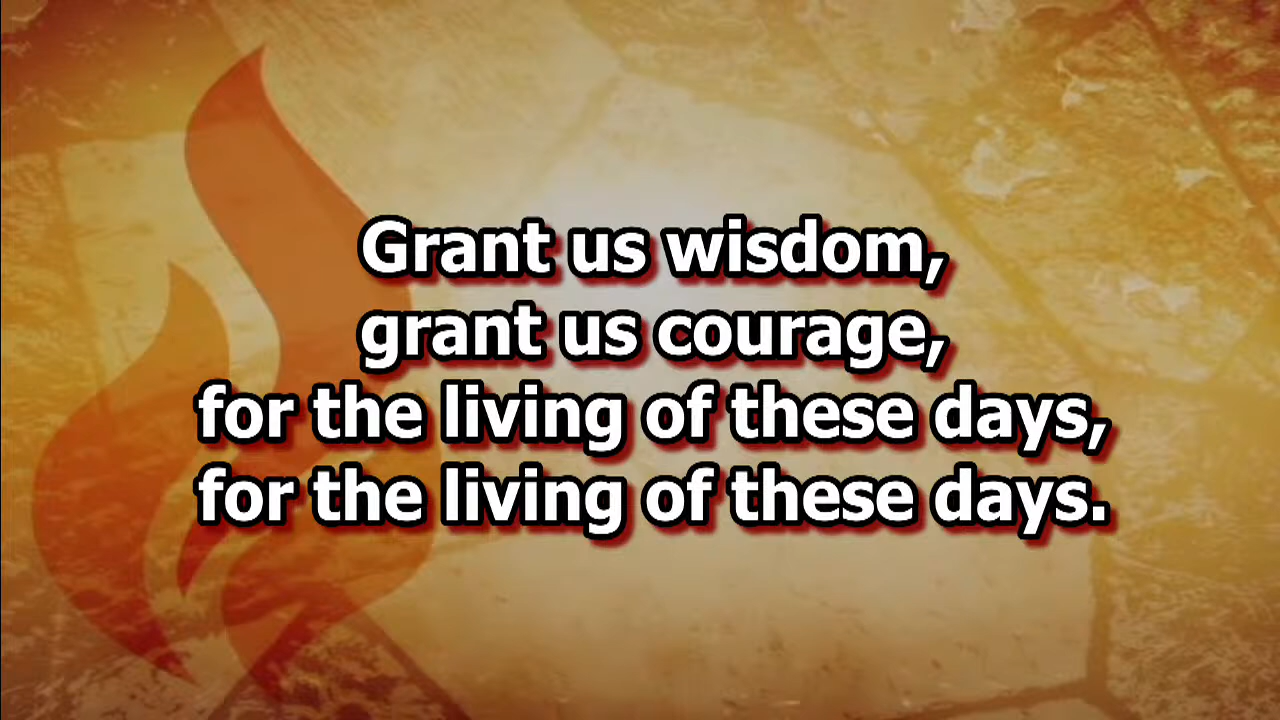 Grant us wisdom,
grant us courage,
for the living of these days,
for the living of these days.